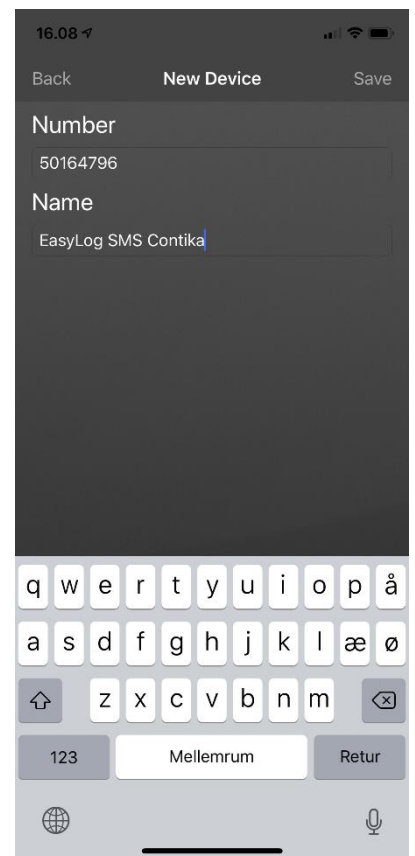 16.08
Back New Device Save
Number
50164796
Name
EasyLog SMS Contika
q w e r t y u i o p å
a s d f g h j k l æ ø
z x c v b n m
123 Mellemrum Retur